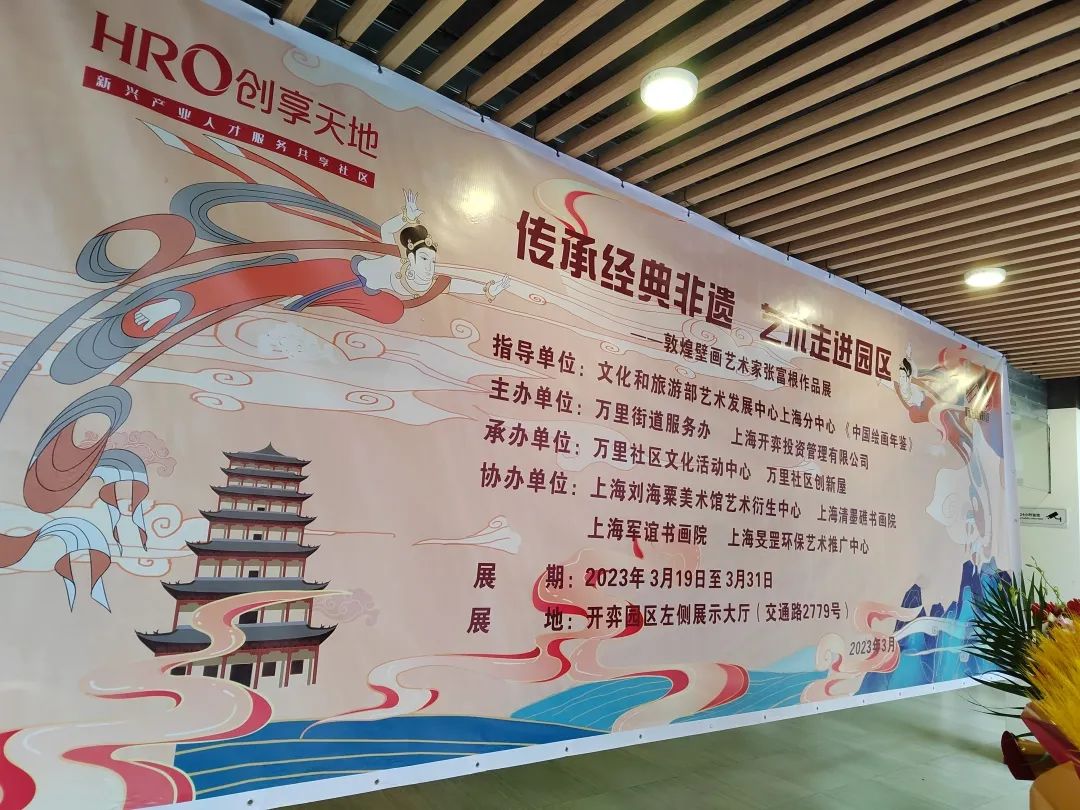 HRO创享天地
新兴产业人才服务共享社区
传承经典非遗 艺术走进园区
——敦煌壁画艺术家张富根作品展
指导单位：文化和旅游部艺术发展中心上海分中心《中国绘画年鉴》
主办单位：万里街道服务办 上海开弈投资管理有限公司
承办单位：万里社区文化活动中心 万里社区创新屋
协办单位：上海刘海粟美术馆艺术衍生中心 上海清墨礁书画院
上海军谊书画院 上海旻罡环保艺术推广中心
展 期：2023年3月19日至3月31日
展 地：开弈园区左侧展示大厅（交通路2779号）
2023年3月